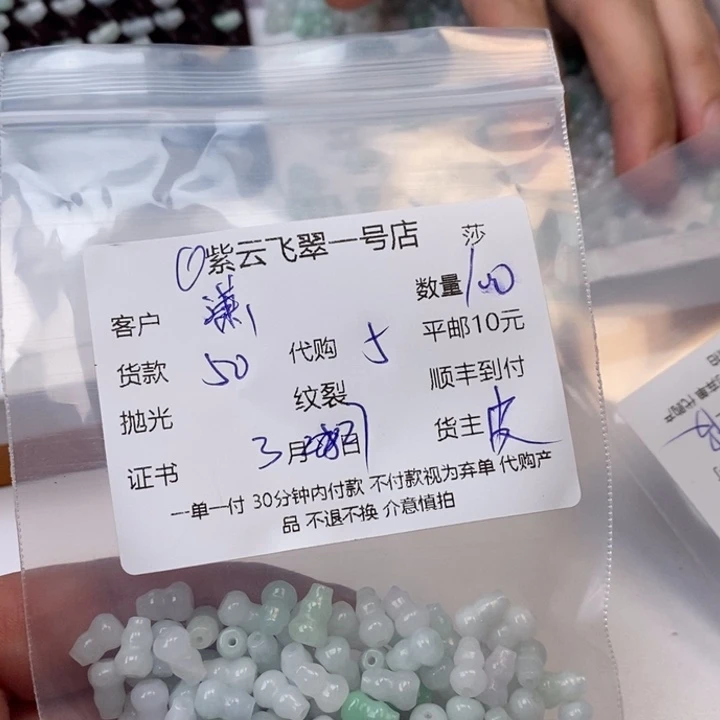 紫云飞翠一号店 莎
客户 数量 100
货款 50 代购 5 平邮10元
抛光 纹裂 顺丰到付
证书 3月 日 货主 皮
一单一付 30分钟内付款 不付款视为弃单 代购产
品 不退不换 介意慎拍